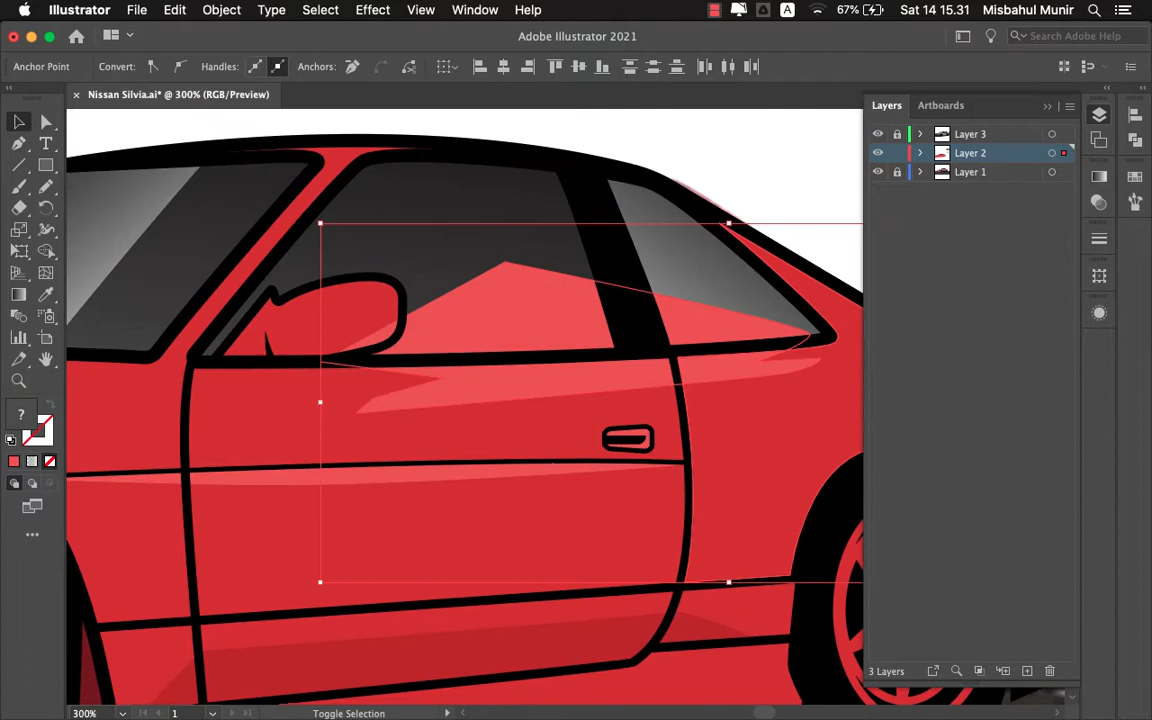 Illustrator File Edit Object Type Select Effect View Window Help A 67% Sat 14 15.31 Misbahul Munir
Adobe Illustrator 2021 Search Adobe Help
Anchor Point Convert: Handles: Anchors:
× Nissan Silvia.ai* @ 300% (RGB/Preview)
Layers Artboards
Layer 3
Layer 2
Layer 1
T
?
3 Layers
300% 1 Toggle Selection